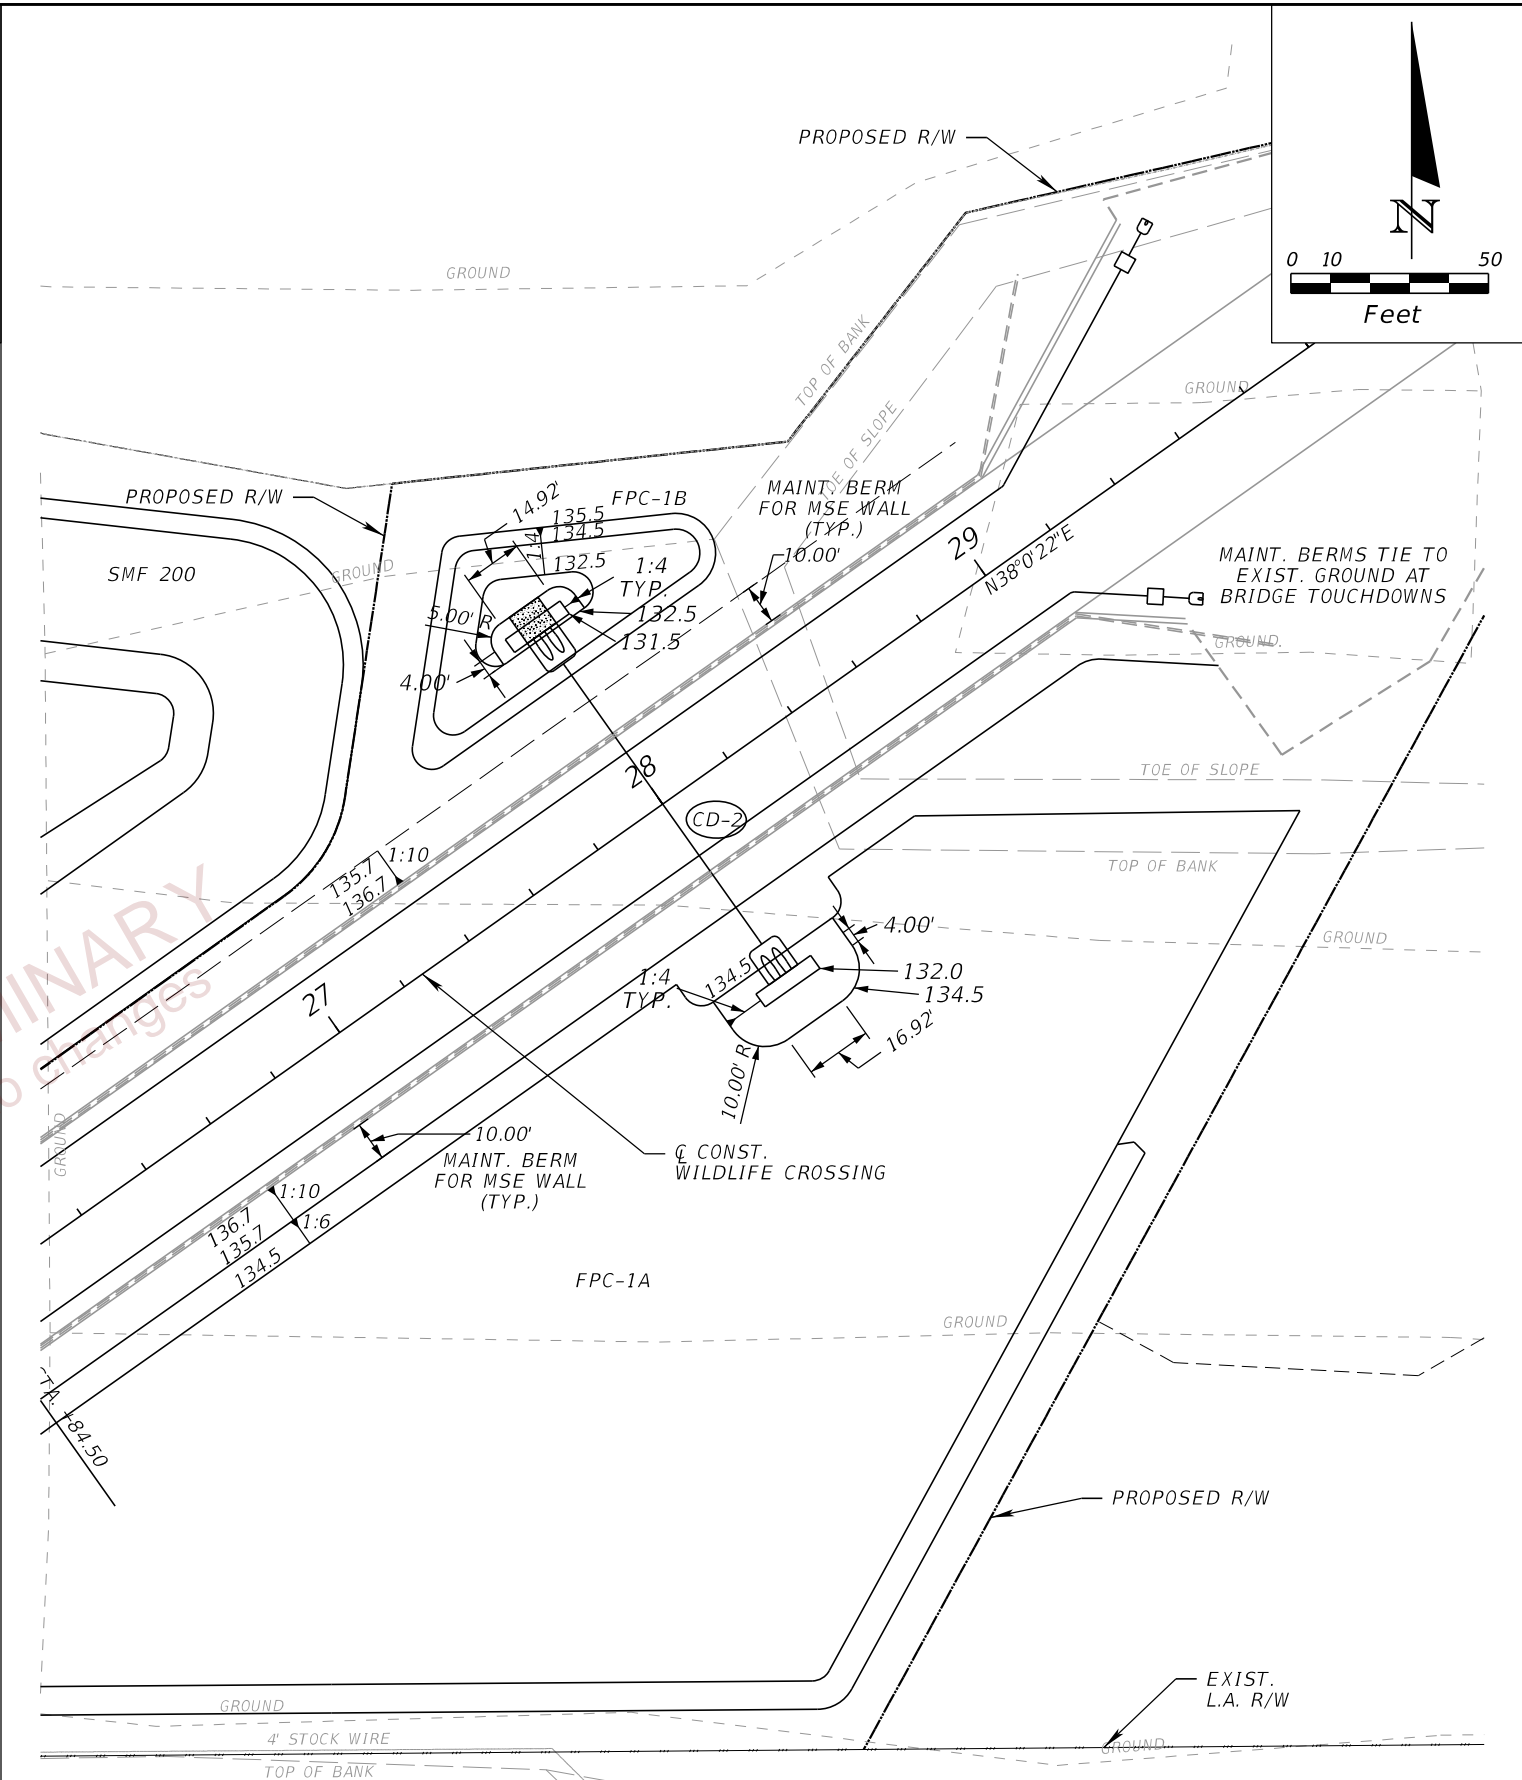 PROPOSED R/W
N
0 10 50
Feet
GROUND
TOP OF BANK
TOE OF SLOPE
GROUND
PROPOSED R/W
14.92'
FPC-1B
135.5
134.5
1:4
132.5
MAINT. BERM
FOR MSE WALL
(TYP.)
10.00'
29
N38°0'22"E
MAINT. BERMS TIE TO
EXIST. GROUND AT
BRIDGE TOUCHDOWNS
SMF 200
GROUND
1:4
TYP.
5.00' R
132.5
131.5
4.00'
GROUND
28
CD-2
TOE OF SLOPE
TOP OF BANK
1:10
135.7
136.7
4.00'
GROUND
134.5
132.0
134.5
1:4
TYP.
16.92'
10.00' R
27
MINARY
o changes
GROUND
10.00'
MAINT. BERM
FOR MSE WALL
(TYP.)
℄ CONST.
WILDLIFE CROSSING
1:10
1:6
136.7
135.7
134.5
FPC-1A
GROUND
TA. +84.50
PROPOSED R/W
EXIST.
L.A. R/W
GROUND
4' STOCK WIRE
GROUND
TOP OF BANK